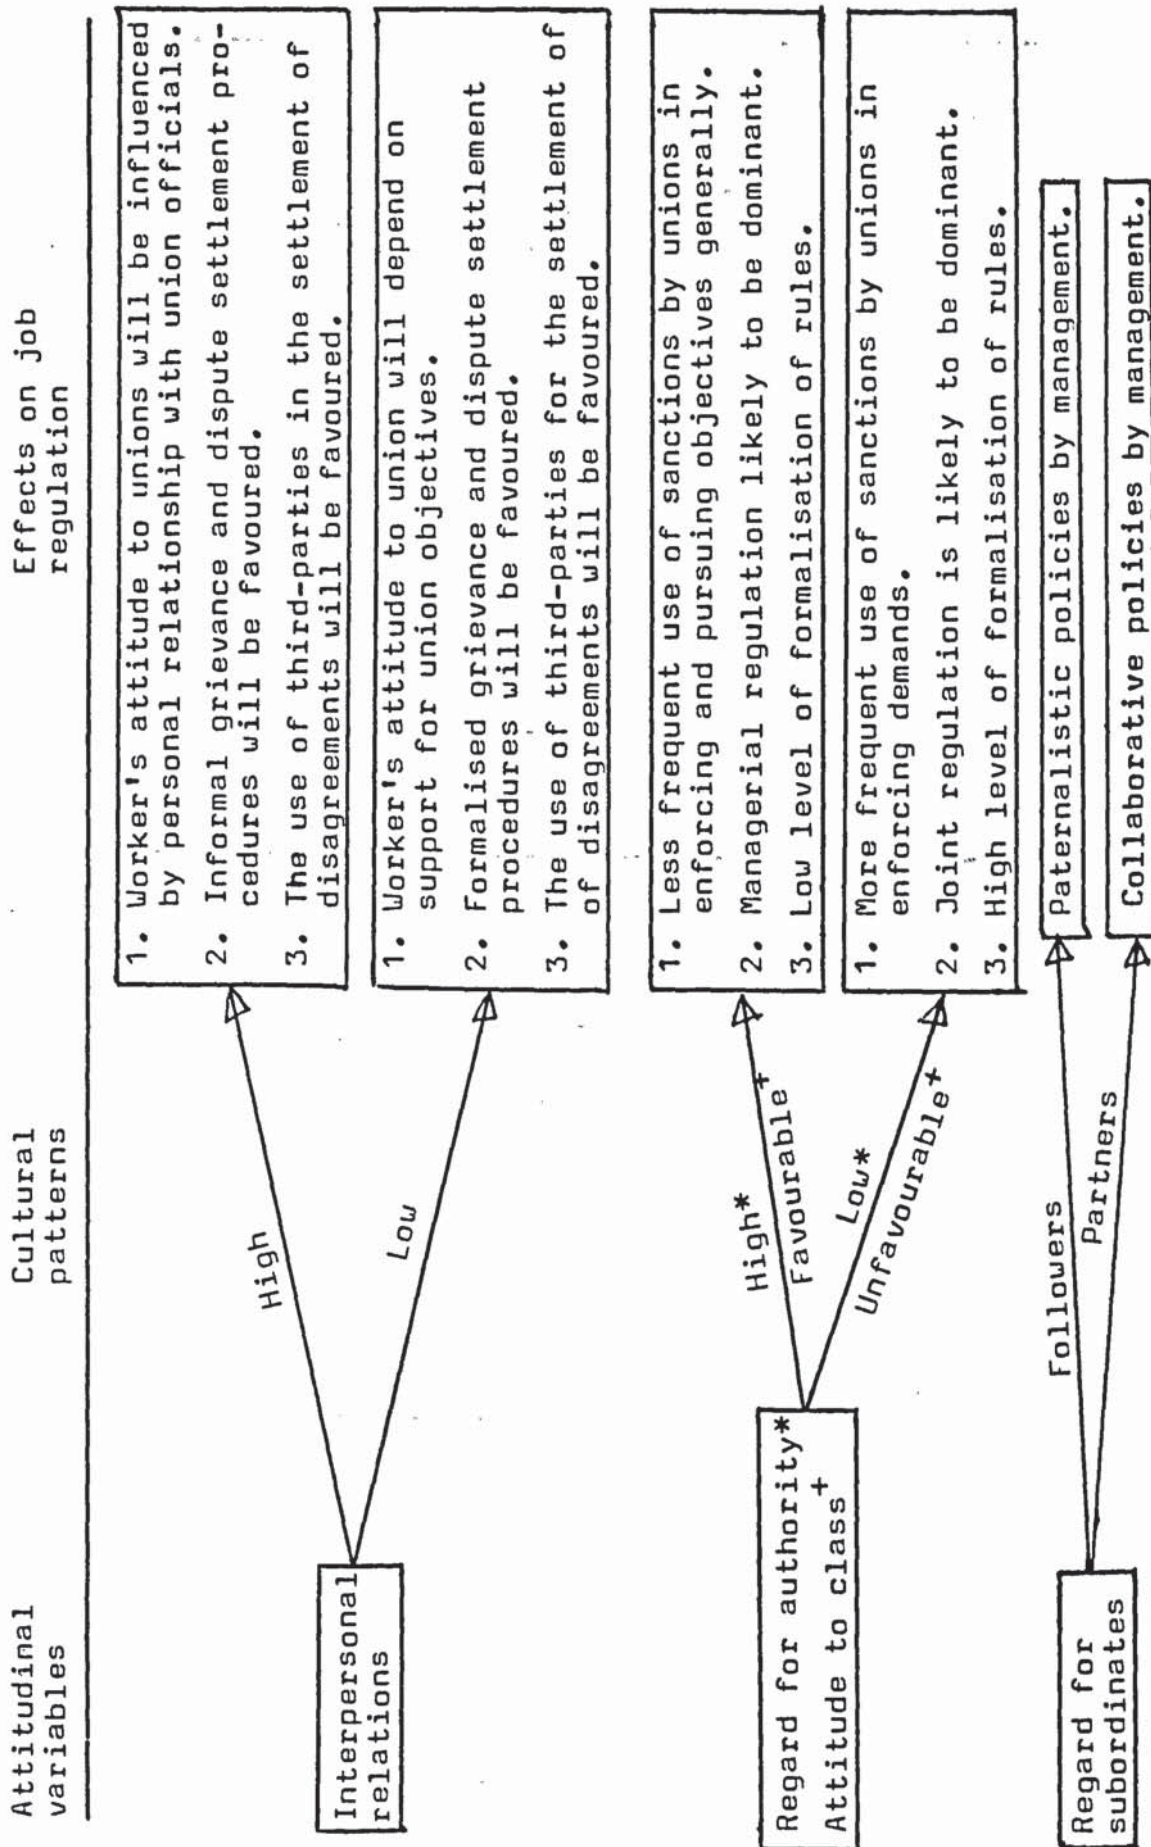 Attitudinal
variables
Cultural
patterns
Effects on job
regulation
Interpersonal
relations
High
Low
1. Worker's attitude to unions will be influenced
by personal relationship with union officials.
2. Informal grievance and dispute settlement pro-
cedures will be favoured.
3. The use of third-parties in the settlement of
disagreements will be favoured.
1. Worker's attitude to union will depend on
support for union objectives.
2. Formalised grievance and dispute settlement
procedures will be favoured.
3. The use of third-parties for the settlement of
of disagreements will be favoured.
Regard for authority*
Attitude to class+
High*
Favourable+
Low*
Unfavourable+
1. Less frequent use of sanctions by unions in
enforcing and pursuing objectives generally.
2. Managerial regulation likely to be dominant.
3. Low level of formalisation of rules.
1. More frequent use of sanctions by unions in
enforcing demands.
2. Joint regulation is likely to be dominant.
3. High level of formalisation of rules.
Regard for
subordinates
Followers
Partners
Paternalistic policies by management.
Collaborative policies by management.